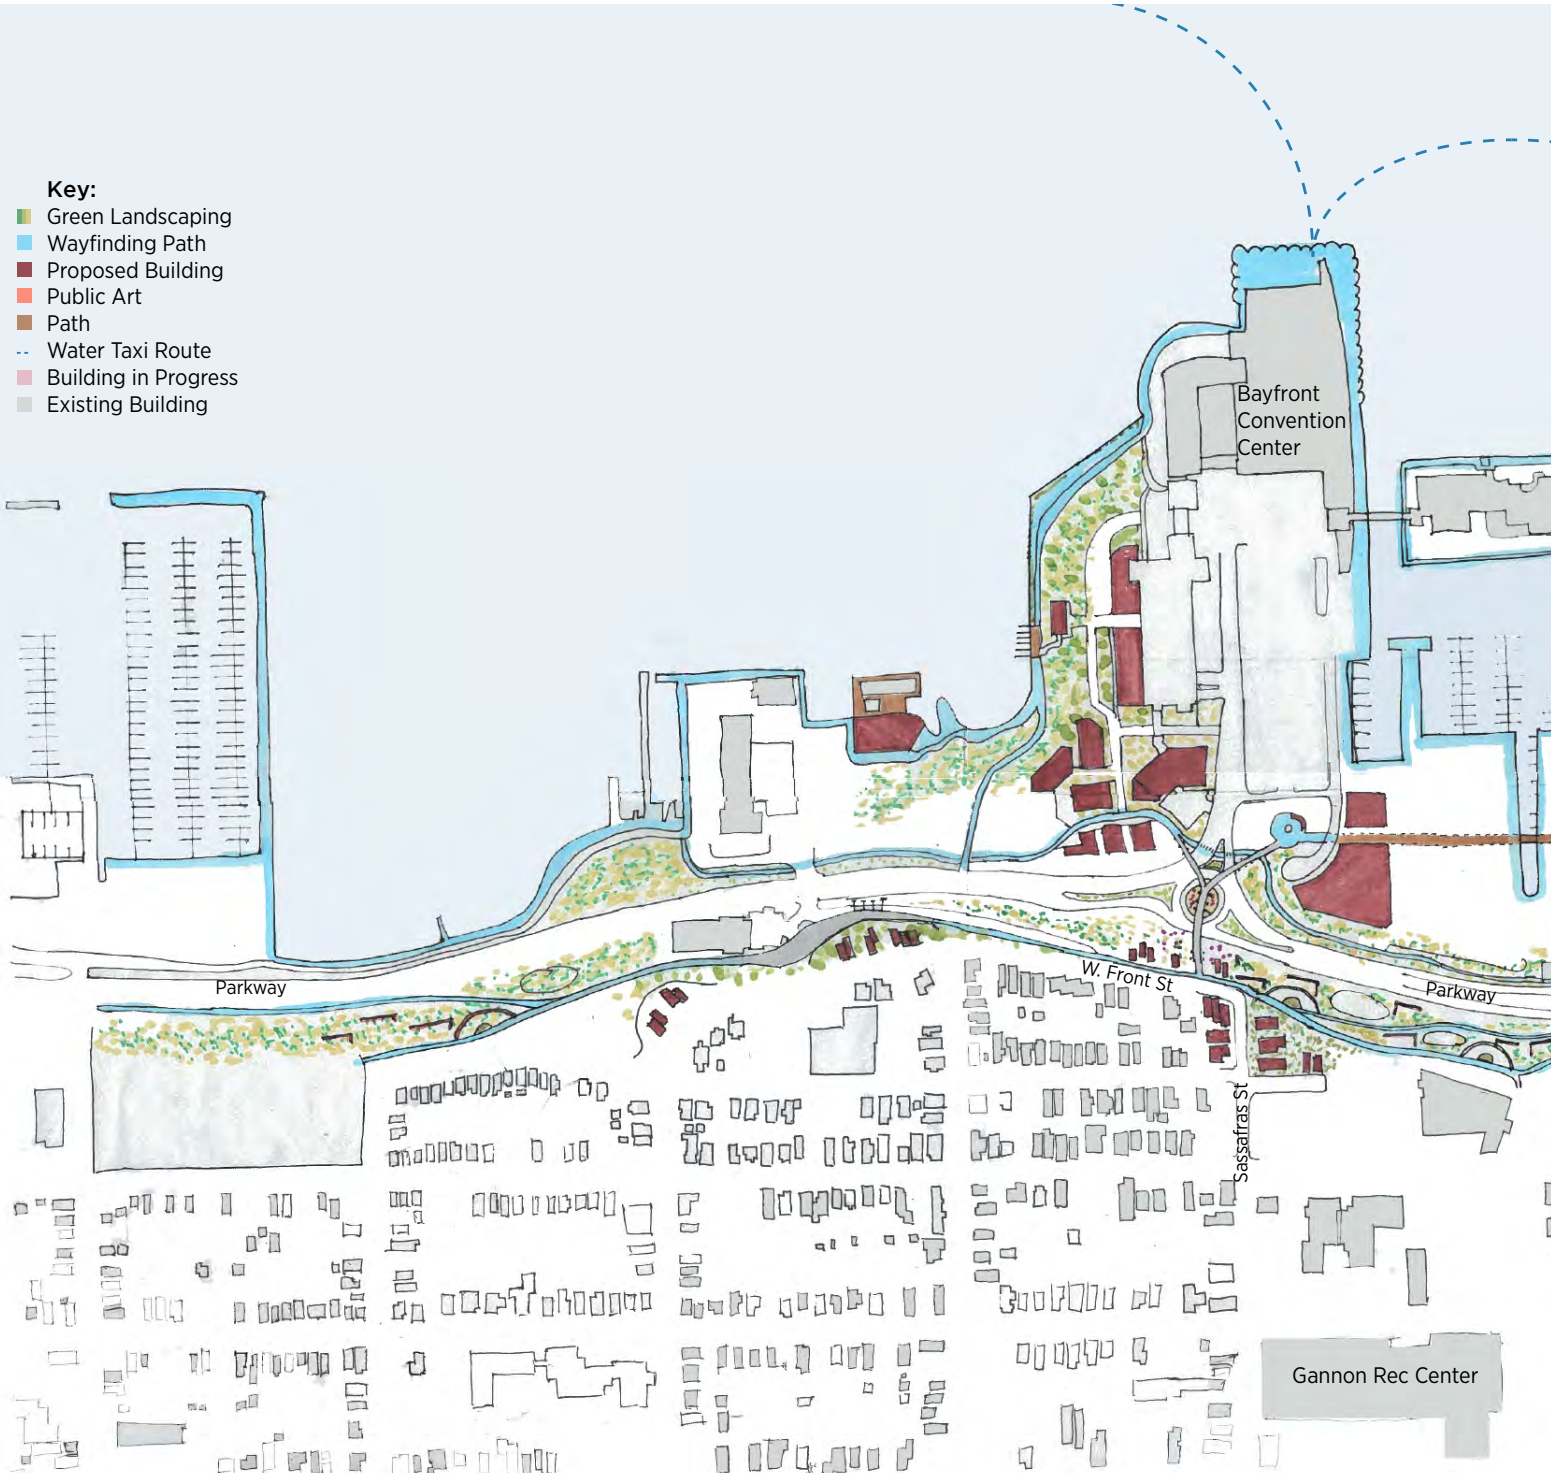 Key:
Green Landscaping
Wayfinding Path
Proposed Building
Public Art
Path
Water Taxi Route
Building in Progress
Existing Building
Bayfront
Convention
Center
Parkway
W. Front St
Parkway
Sassafras St
Gannon Rec Center